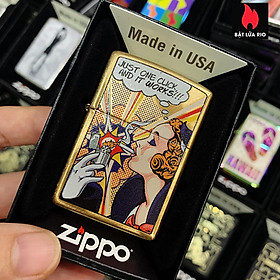 BẬT LỬA RIO
Made in USA
JUST ONE CLICK...
AND IT WORKS!!!
zippo